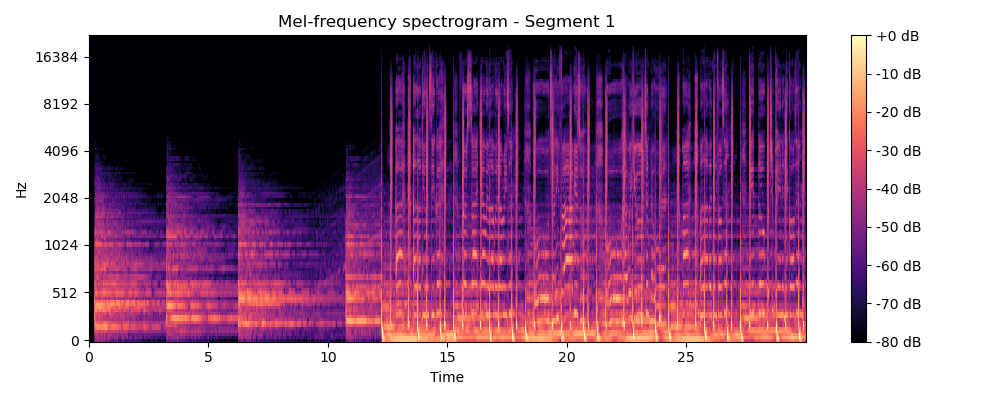 Mel-frequency spectrogram - Segment 1
Hz
16384
8192
4096
2048
1024
512
0
0 5 10 15 20 25
Time
+0 dB
-10 dB
-20 dB
-30 dB
-40 dB
-50 dB
-60 dB
-70 dB
-80 dB